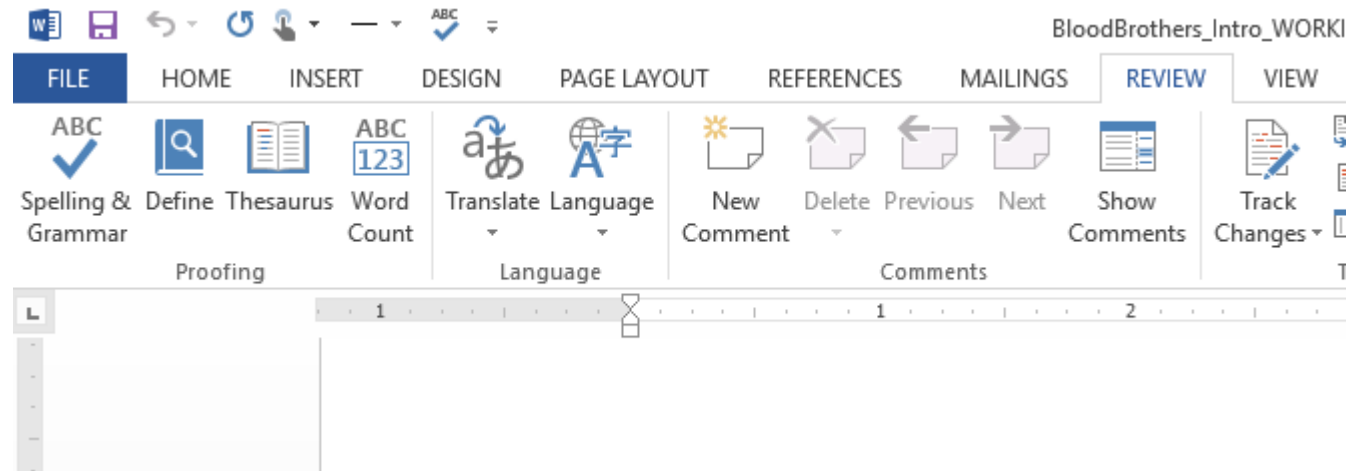 ABC
BloodBrothers_Intro_WORKI
FILE HOME INSERT DESIGN PAGE LAYOUT REFERENCES MAILINGS REVIEW VIEW
ABC ABC
123
Spelling & Define Thesaurus Word Translate Language New Delete Previous Next Show Track
Grammar Count Comment Comments Changes
Proofing Language Comments T
L 1 1 2